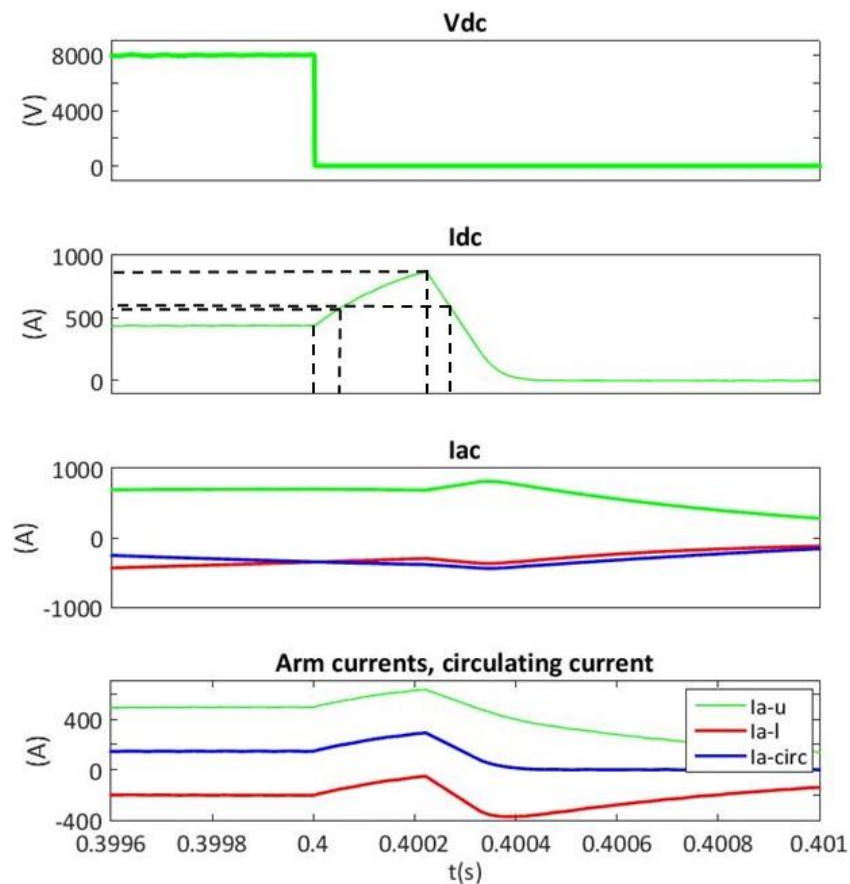 Vdc
8000
4000
0
(V)
Idc
1000
500
0
(A)
Iac
1000
0
-1000
(A)
Arm currents, circulating current
400
0
-400
(A)
Ia-u
Ia-l
Ia-circ
0.3996 0.3998 0.4 0.4002 0.4004 0.4006 0.4008 0.401
t(s)